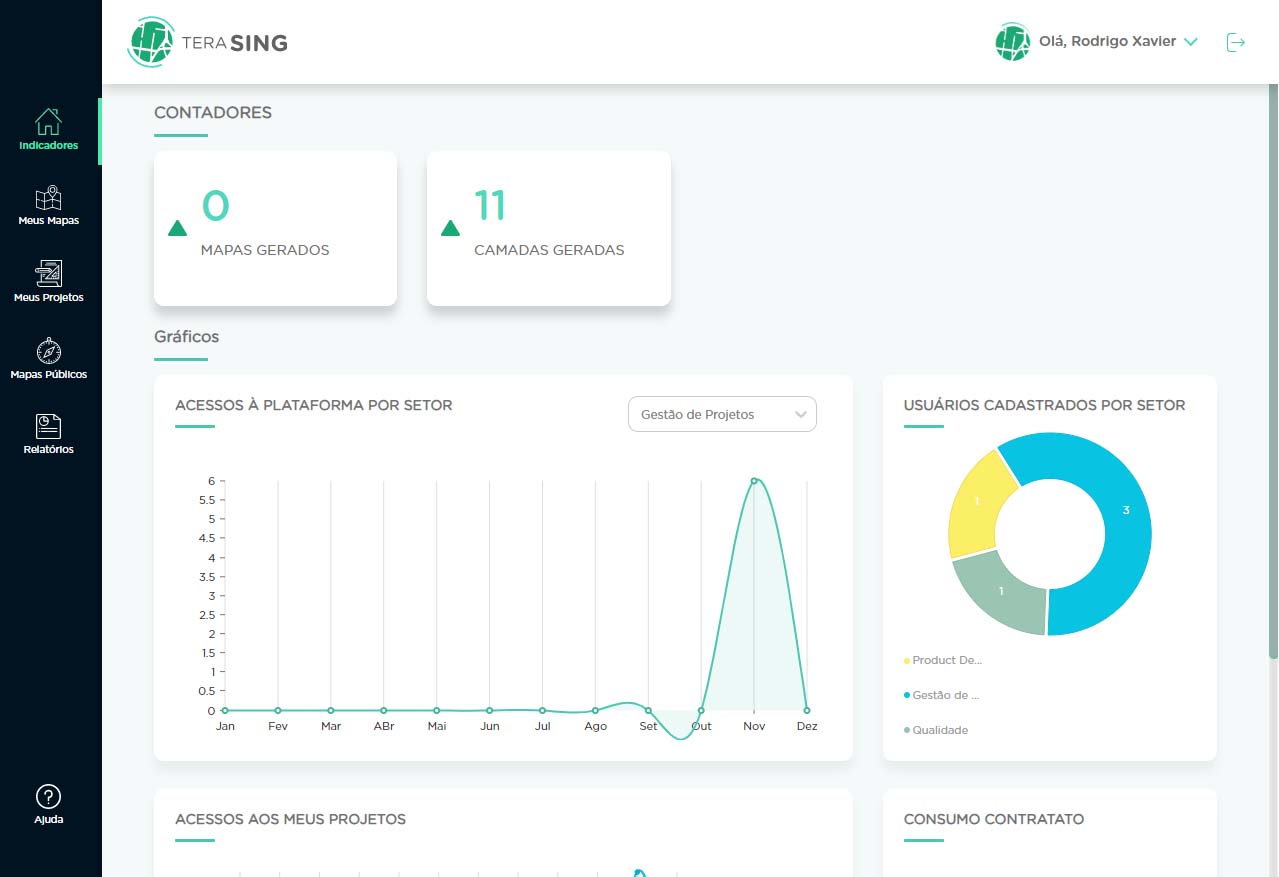 TERA SING
Olá, Rodrigo Xavier
Indicadores
Meus Mapas
Meus Projetos
Mapas Públicos
Relatórios
Ajuda
CONTADORES
0
MAPAS GERADOS
11
CAMADAS GERADAS
Gráficos
ACESSOS À PLATAFORMA POR SETOR
Gestão de Projetos
6
5.5
5
4.5
4
3.5
3
2.5
2
1.5
1
0.5
0
Jan Fev Mar ABr Mai Jun Jul Ago Set Out Nov Dez
USUÁRIOS CADASTRADOS POR SETOR
1
3
1
Product De...
Gestão de ...
Qualidade
ACESSOS AOS MEUS PROJETOS
CONSUMO CONTRATATO